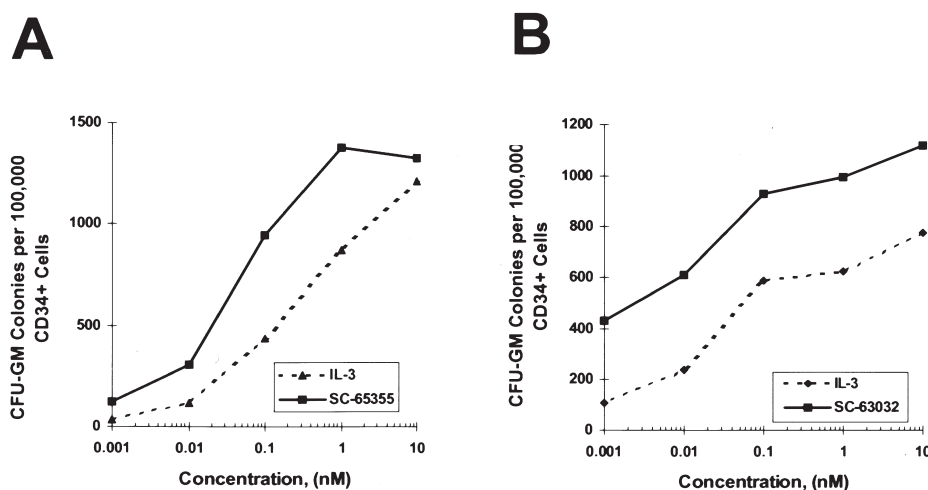 A
CFU-GM Colonies per 100,000
CD34+ Cells
1500
1000
500
0
0.001
0.01
0.1
1
10
IL-3
SC-65355
Concentration, (nM)
B
CFU-GM Colonies per 100,000
CD34+ Cells
1200
1000
800
600
400
200
0
0.001
0.01
0.1
1
10
IL-3
SC-63032
Concentration, (nM)